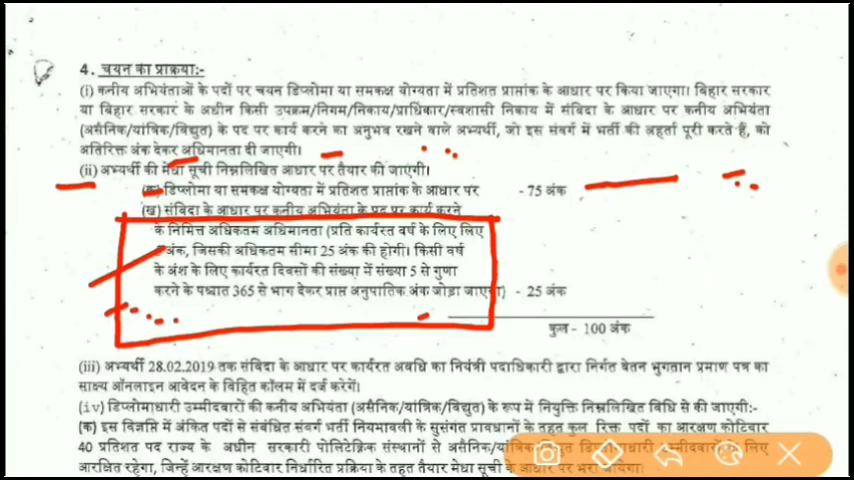 4. चयन का प्राक्रया:-
(i) कनीय अभियंताओं के पदों पर चयन डिप्लोमा या समकक्ष योग्यता में प्रतिशत प्राप्तांक के आधार पर किया जाएगा। बिहार सरकार
या बिहार सरकार के अधीन किसी उपक्रम/निगम/निकाय/प्राधिकार/स्वशासी निकाय में संविदा के आधार पर कनीय अभियंता
(असैनिक/यांत्रिक/विद्युत) के पद पर कार्य करने का अनुभव रखने वाले अभ्यर्थी, जो इस संवर्ग में भर्ती की अहर्ता पूरी करते हैं, को
अतिरिक्त अंक देकर अधिमानता दी जाएगी।
(ii) अभ्यर्थी की मेधा सूची निम्नलिखित आधार पर तैयार की जाएंगी।
(क) डिप्लोमा या समकक्ष योग्यता में प्रतिशत प्राप्तांक के आधार पर - 75 अंक
(ख) संविदा के आधार पर कनीय अभियंता के पद पर कार्य करने
के निमित्त अधिकतम अधिमानता (प्रति कार्यरत वर्ष के लिए लिए
अंक, जिसकी अधिकतम सीमा 25 अंक की होगी। किसी वर्ष
के अंश के लिए कार्यरत दिवसों की संख्या में संख्या 5 से गुणा
करने के पश्चात 365 से भाग देकर प्राप्त अनुपातिक अंक जोड़ा जाएगा) - 25 अंक
कुल - 100 अंक
(iii) अभ्यर्थी 28.02.2019 तक संविदा के आधार पर कार्यरत अवधि का नियंत्री पदाधिकारी द्वारा निर्गत वेतन भुगतान प्रमाण पत्र का
साक्ष्य ऑनलाइन आवेदन के विहित कॉलम में दर्ज करेगें।
(iv) डिप्लोमाधारी उम्मीदवारों की कनीय अभियंता (असैनिक/यांत्रिक/विद्युत) के रूप में नियुक्ति निम्नलिखित विधि से की जाएगी:-
(क) इस विज्ञप्ति में अंकित पदों से संबंधित संवर्ग भर्ती नियमावली के सुसंगत प्रावधानों के तहत कुल रिक्त पदों का आरक्षण कोटिवार
40 प्रतिशत पद राज्य के अधीन सरकारी पोलिटेक्निक संस्थानों से असैनिक/यांत्रिक/विद्युत के लिए
आरक्षित रहेगा, जिन्हें आरक्षण कोटिवार निर्धारित प्रक्रिया के तहत तैयार मेधा सूची के आधार पर भरा जायेगा।